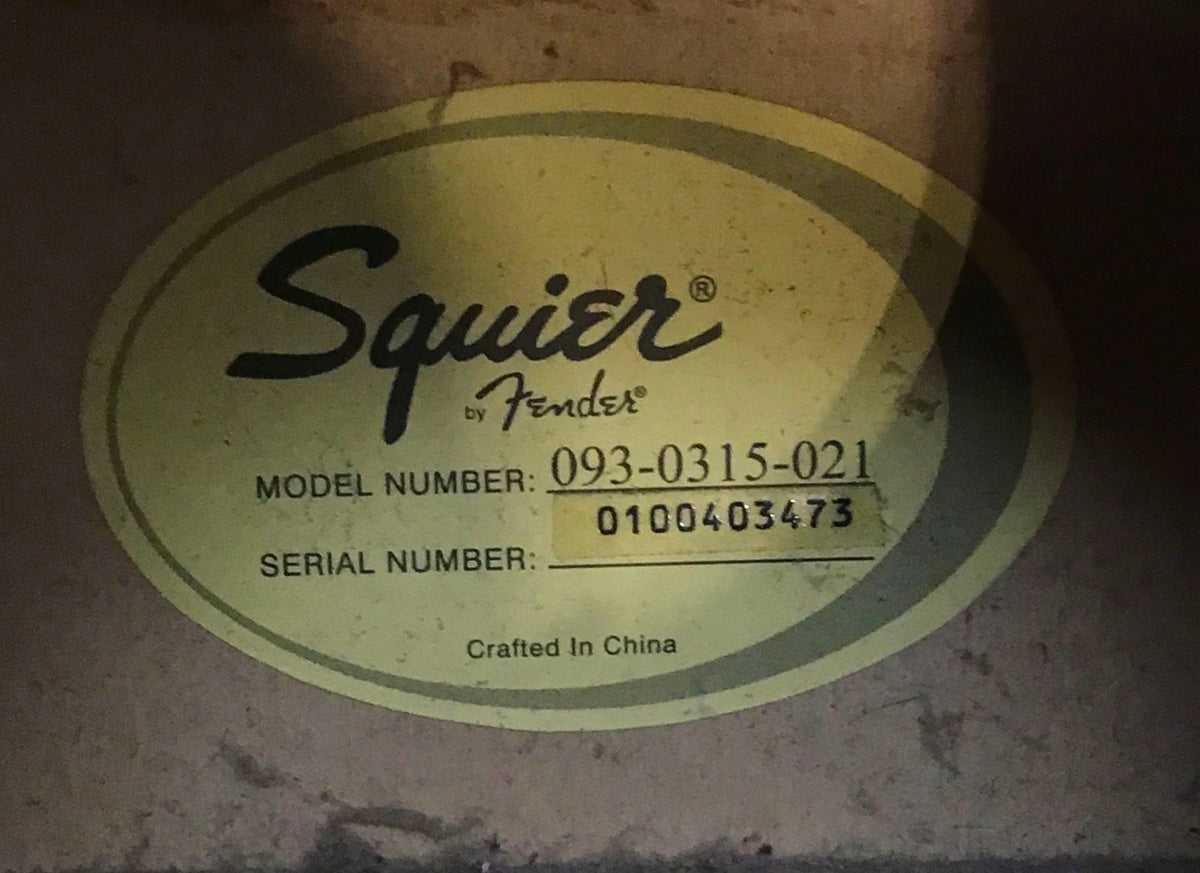 Squier®
by Fender®
MODEL NUMBER: 093-0315-021
0100403473
SERIAL NUMBER:
Crafted In China